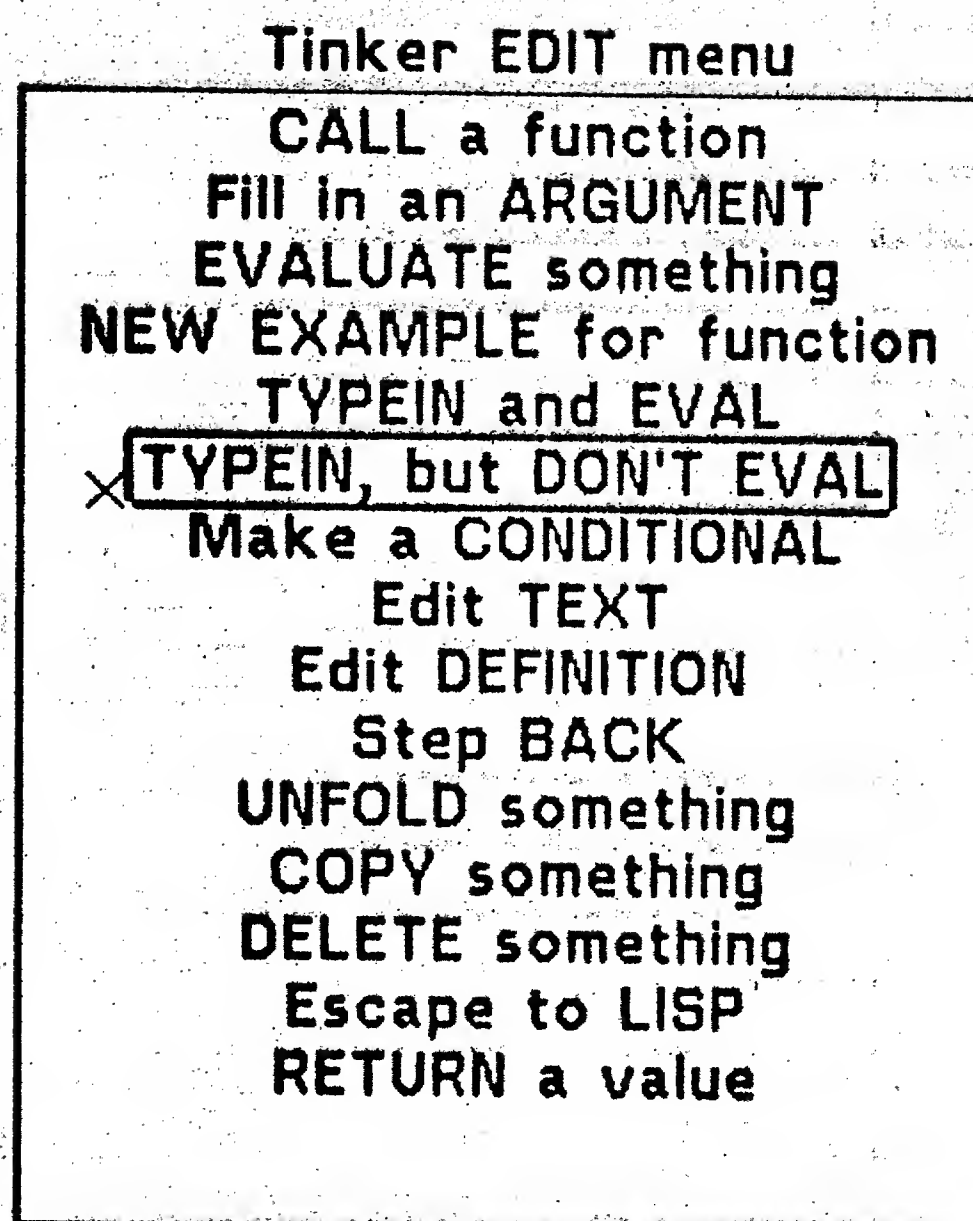 Tinker EDIT menu
CALL a function
Fill in an ARGUMENT
EVALUATE something
NEW EXAMPLE for function
TYPEIN and EVAL
TYPEIN, but DON'T EVAL
Make a CONDITIONAL
Edit TEXT
Edit DEFINITION
Step BACK
UNFOLD something
COPY something
DELETE something
Escape to LISP
RETURN a value